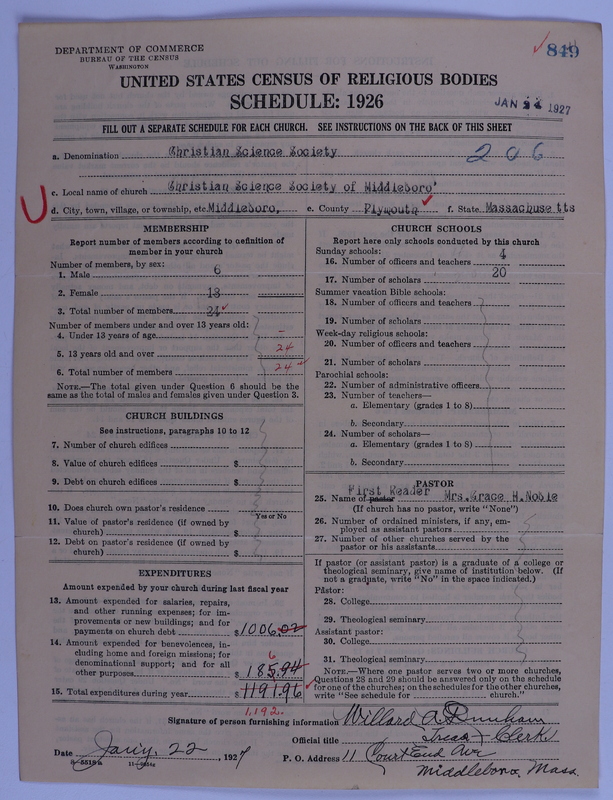 DEPARTMENT OF COMMERCE
BUREAU OF THE CENSUS
WASHINGTON
849
UNITED STATES CENSUS OF RELIGIOUS BODIES
SCHEDULE: 1926
JAN 24 1927
FILL OUT A SEPARATE SCHEDULE FOR EACH CHURCH. SEE INSTRUCTIONS ON THE BACK OF THIS SHEET
a. Denomination Christian Science Society 206
c. Local name of church Christian Science Society of Middleboro'
d. City, town, village, or township, etc. Middleboro, e. County Plymouth f. State Massachusetts
MEMBERSHIP
Report number of members according to definition of
member in your church
Number of members, by sex:
1. Male 6
2. Female 18
3. Total number of members 24
Number of members under and over 13 years old:
4. Under 13 years of age -
5. 13 years old and over 24
6. Total number of members 24
NOTE.—The total given under Question 6 should be the
same as the total of males and females given under Question 3.
CHURCH BUILDINGS
See instructions, paragraphs 10 to 12
7. Number of church edifices
8. Value of church edifices $
9. Debt on church edifices $
10. Does church own pastor's residence
Yes or No
11. Value of pastor's residence (if owned by
church) $
12. Debt on pastor's residence (if owned by
church) $
EXPENDITURES
Amount expended by your church during last fiscal year
13. Amount expended for salaries, repairs,
and other running expenses; for im-
provements or new buildings; and for
payments on church debt $1006.02
14. Amount expended for benevolences, in-
cluding home and foreign missions; for
denominational support; and for all
other purposes $185.94
6
15. Total expenditures during year $1191.96
1,192.
CHURCH SCHOOLS
Report here only schools conducted by this church
Sunday schools:
16. Number of officers and teachers 4
17. Number of scholars 20
Summer vacation Bible schools:
18. Number of officers and teachers
19. Number of scholars
Week-day religious schools:
20. Number of officers and teachers
21. Number of scholars
Parochial schools:
22. Number of administrative officers
23. Number of teachers—
a. Elementary (grades 1 to 8)
b. Secondary
24. Number of scholars—
a. Elementary (grades 1 to 8)
b. Secondary
PASTOR
First Reader
25. Name of pastor Mrs. Grace H. Noble
(If church has no pastor, write "None")
26. Number of ordained ministers, if any, em-
ployed as assistant pastors
27. Number of other churches served by the
pastor or his assistants
If pastor (or assistant pastor) is a graduate of a college or
theological seminary, give name of institution below. (If
not a graduate, write "No" in the space indicated.)
Pastor:
28. College
29. Theological seminary
Assistant pastor:
30. College
31. Theological seminary
NOTE.—Where one pastor serves two or more churches,
Questions 28 and 29 should be answered only on the schedule
for one of the churches; on the schedules for the other churches,
write "See schedule for church."
Signature of person furnishing information Willard A. Dunham
Official title Treas & Clerk
Date Jany. 22, 1927 P. O. Address 11 Courtland Ave
Middleboro, Mass.